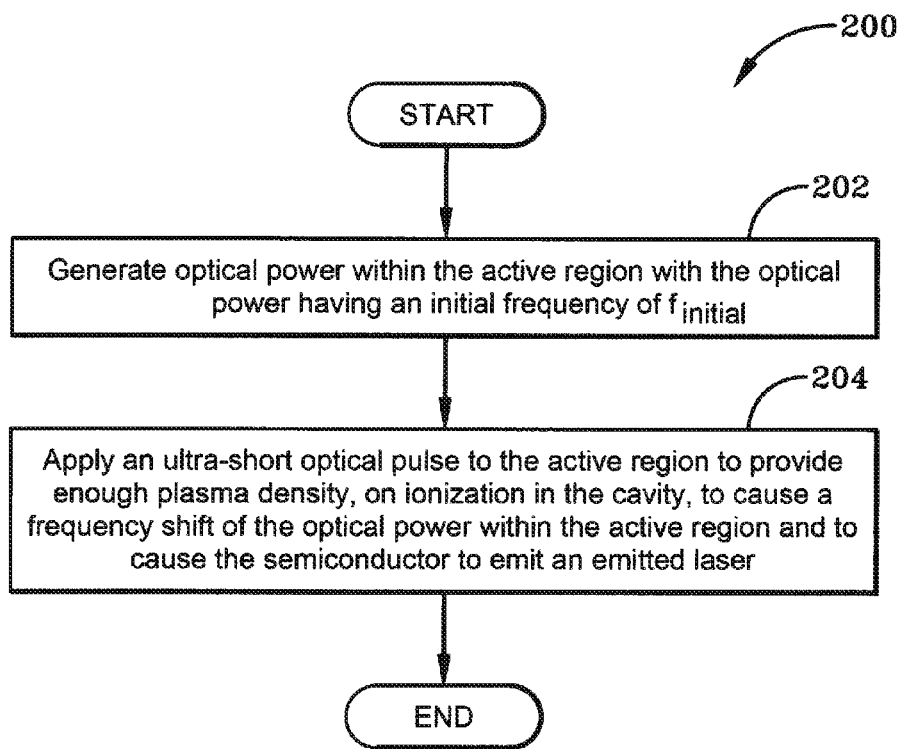 200
START
202
Generate optical power within the active region with the optical
power having an initial frequency of f initial
204
Apply an ultra-short optical pulse to the active region to provide
enough plasma density, on ionization in the cavity, to cause a
frequency shift of the optical power within the active region and to
cause the semiconductor to emit an emitted laser
END